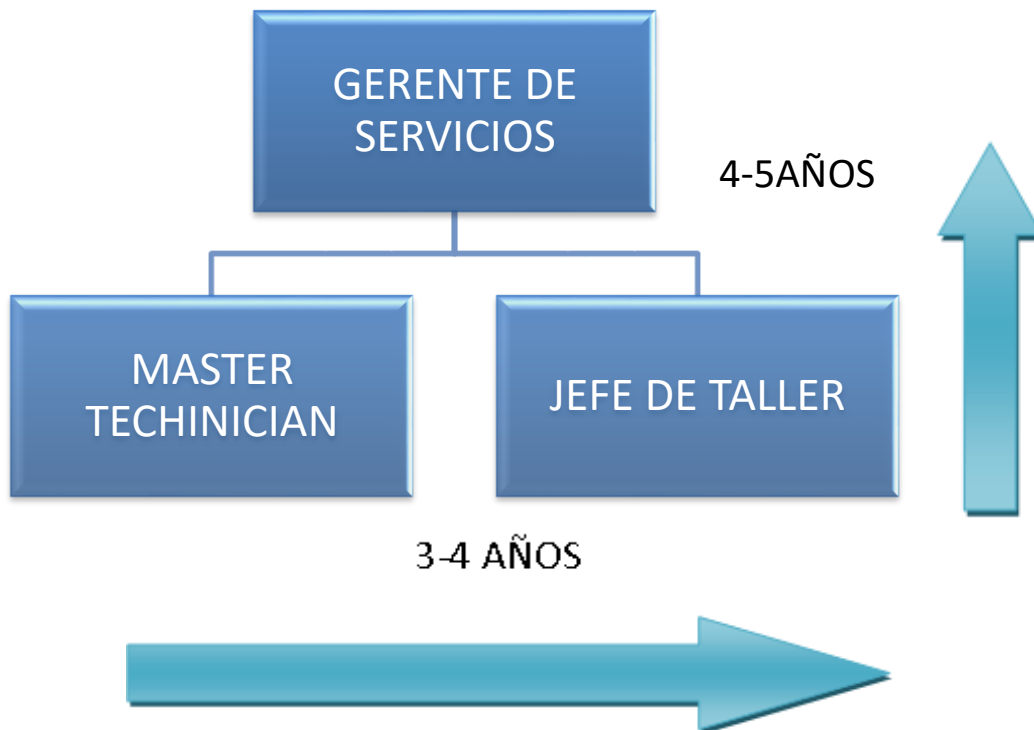 GERENTE DE
SERVICIOS
4-5AÑOS
MASTER
TECHINICIAN
JEFE DE TALLER
3-4 AÑOS